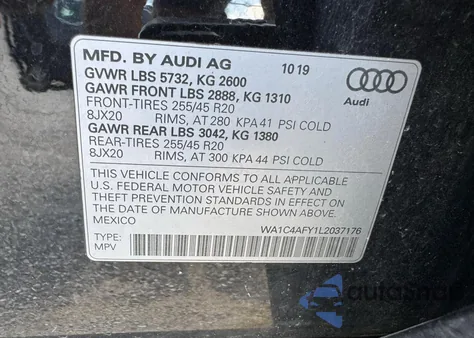 MFD. BY AUDI AG 10 19
GVWR LBS 5732, KG 2600
GAWR FRONT LBS 2888, KG 1310
FRONT-TIRES 255/45 R20
8JX20 RIMS, AT 280 KPA 41 PSI COLD
GAWR REAR LBS 3042, KG 1380
REAR-TIRES 255/45 R20
8JX20 RIMS, AT 300 KPA 44 PSI COLD
Audi
THIS VEHICLE CONFORMS TO ALL APPLICABLE
U.S. FEDERAL MOTOR VEHICLE SAFETY AND
THEFT PREVENTION STANDARDS IN EFFECT ON
THE DATE OF MANUFACTURE SHOWN ABOVE.
MEXICO
WA1C4AFY1L2037176
TYPE:
MPV